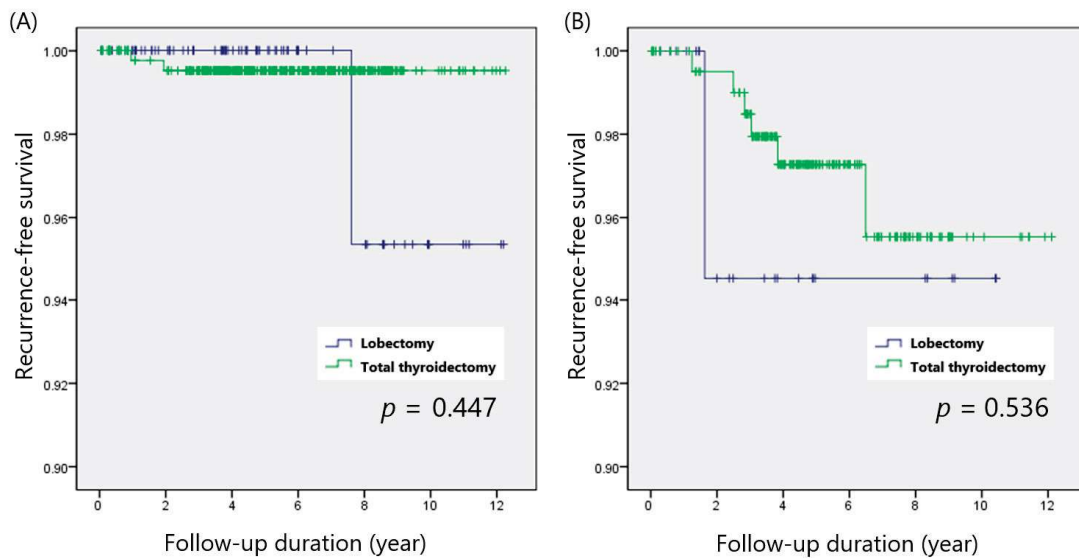 (A)
1.00
0.98
0.96
0.94
0.92
0.90
Recurrence-free survival
Lobectomy
Total thyroidectomy
p = 0.447
0 2 4 6 8 10 12
Follow-up duration (year)
(B)
1.00
0.98
0.96
0.94
0.92
0.90
Recurrence-free survival
Lobectomy
Total thyroidectomy
p = 0.536
0 2 4 6 8 10 12
Follow-up duration (year)